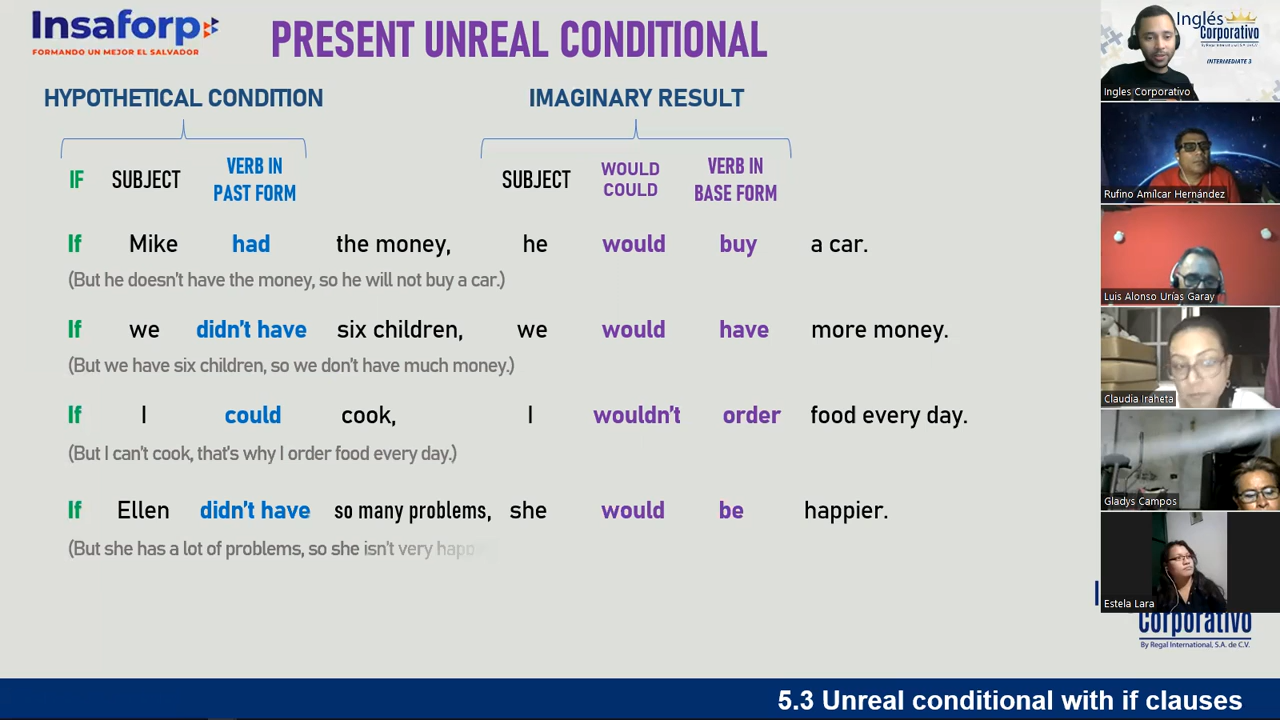 Insaforp
FORMANDO UN MEJOR EL SALVADOR
PRESENT UNREAL CONDITIONAL
HYPOTHETICAL CONDITION
IMAGINARY RESULT
IF SUBJECT VERB IN PAST FORM
SUBJECT WOULD COULD VERB IN BASE FORM
If Mike had the money, he would buy a car.
(But he doesn't have the money, so he will not buy a car.)
If we didn't have six children, we would have more money.
(But we have six children, so we don't have much money.)
If I could cook, I wouldn't order food every day.
(But I can't cook, that's why I order food every day.)
If Ellen didn't have so many problems, she would be happier.
(But she has a lot of problems, so she isn't very happ
Inglés
Corporativo
INTERMEDIATE 3
Ingles Corporativo
Rufino Amílcar Hernández
Luis Alonso Urías Garay
Claudia Iraheta
Gladys Campos
Estela Lara
Corporativo
By Regal International, S.A. de C.V.
5.3 Unreal conditional with if clauses